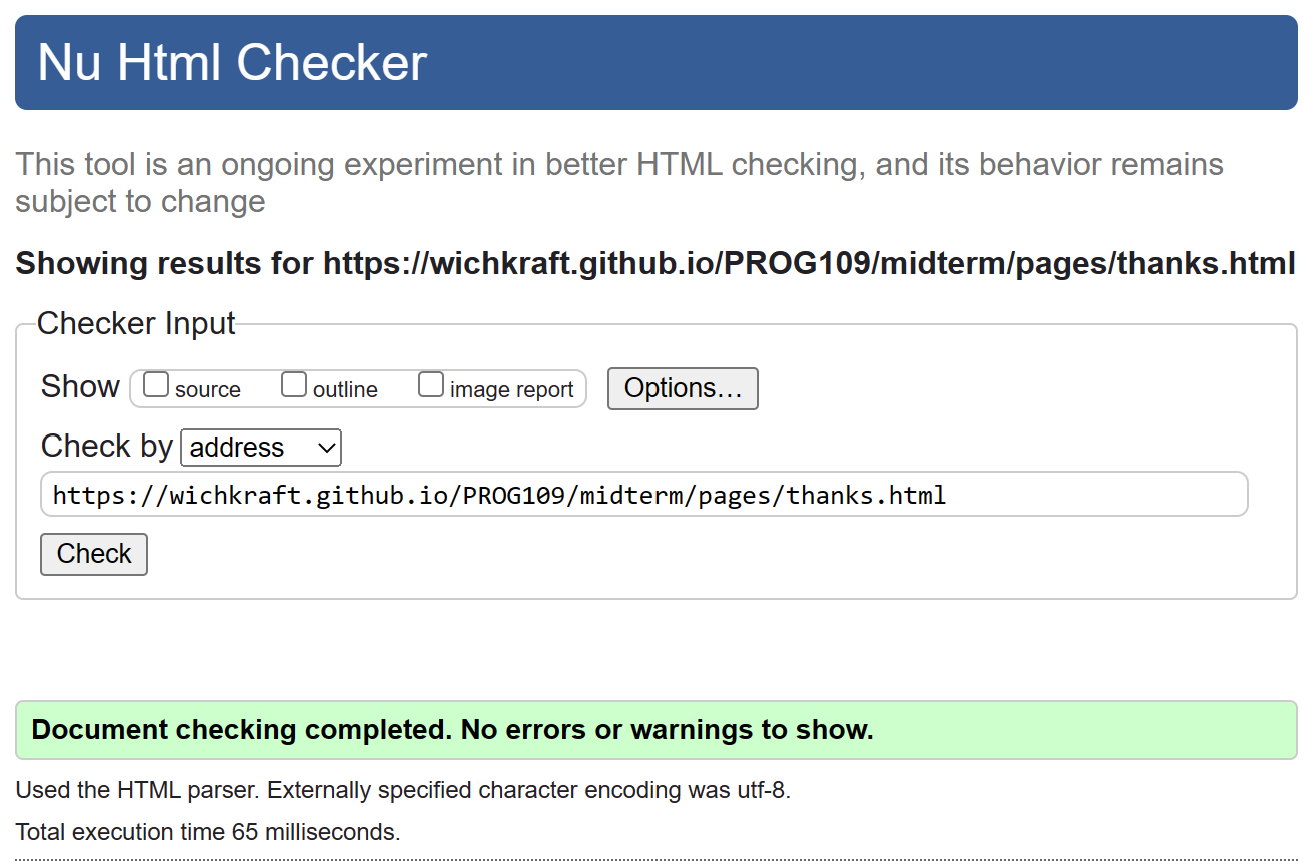 Nu Html Checker
This tool is an ongoing experiment in better HTML checking, and its behavior remains
subject to change
Showing results for https://wichkraft.github.io/PROG109/midterm/pages/thanks.html
Checker Input
Show source outline image report Options…
Check by address
https://wichkraft.github.io/PROG109/midterm/pages/thanks.html
Check
Document checking completed. No errors or warnings to show.
Used the HTML parser. Externally specified character encoding was utf-8.
Total execution time 65 milliseconds.